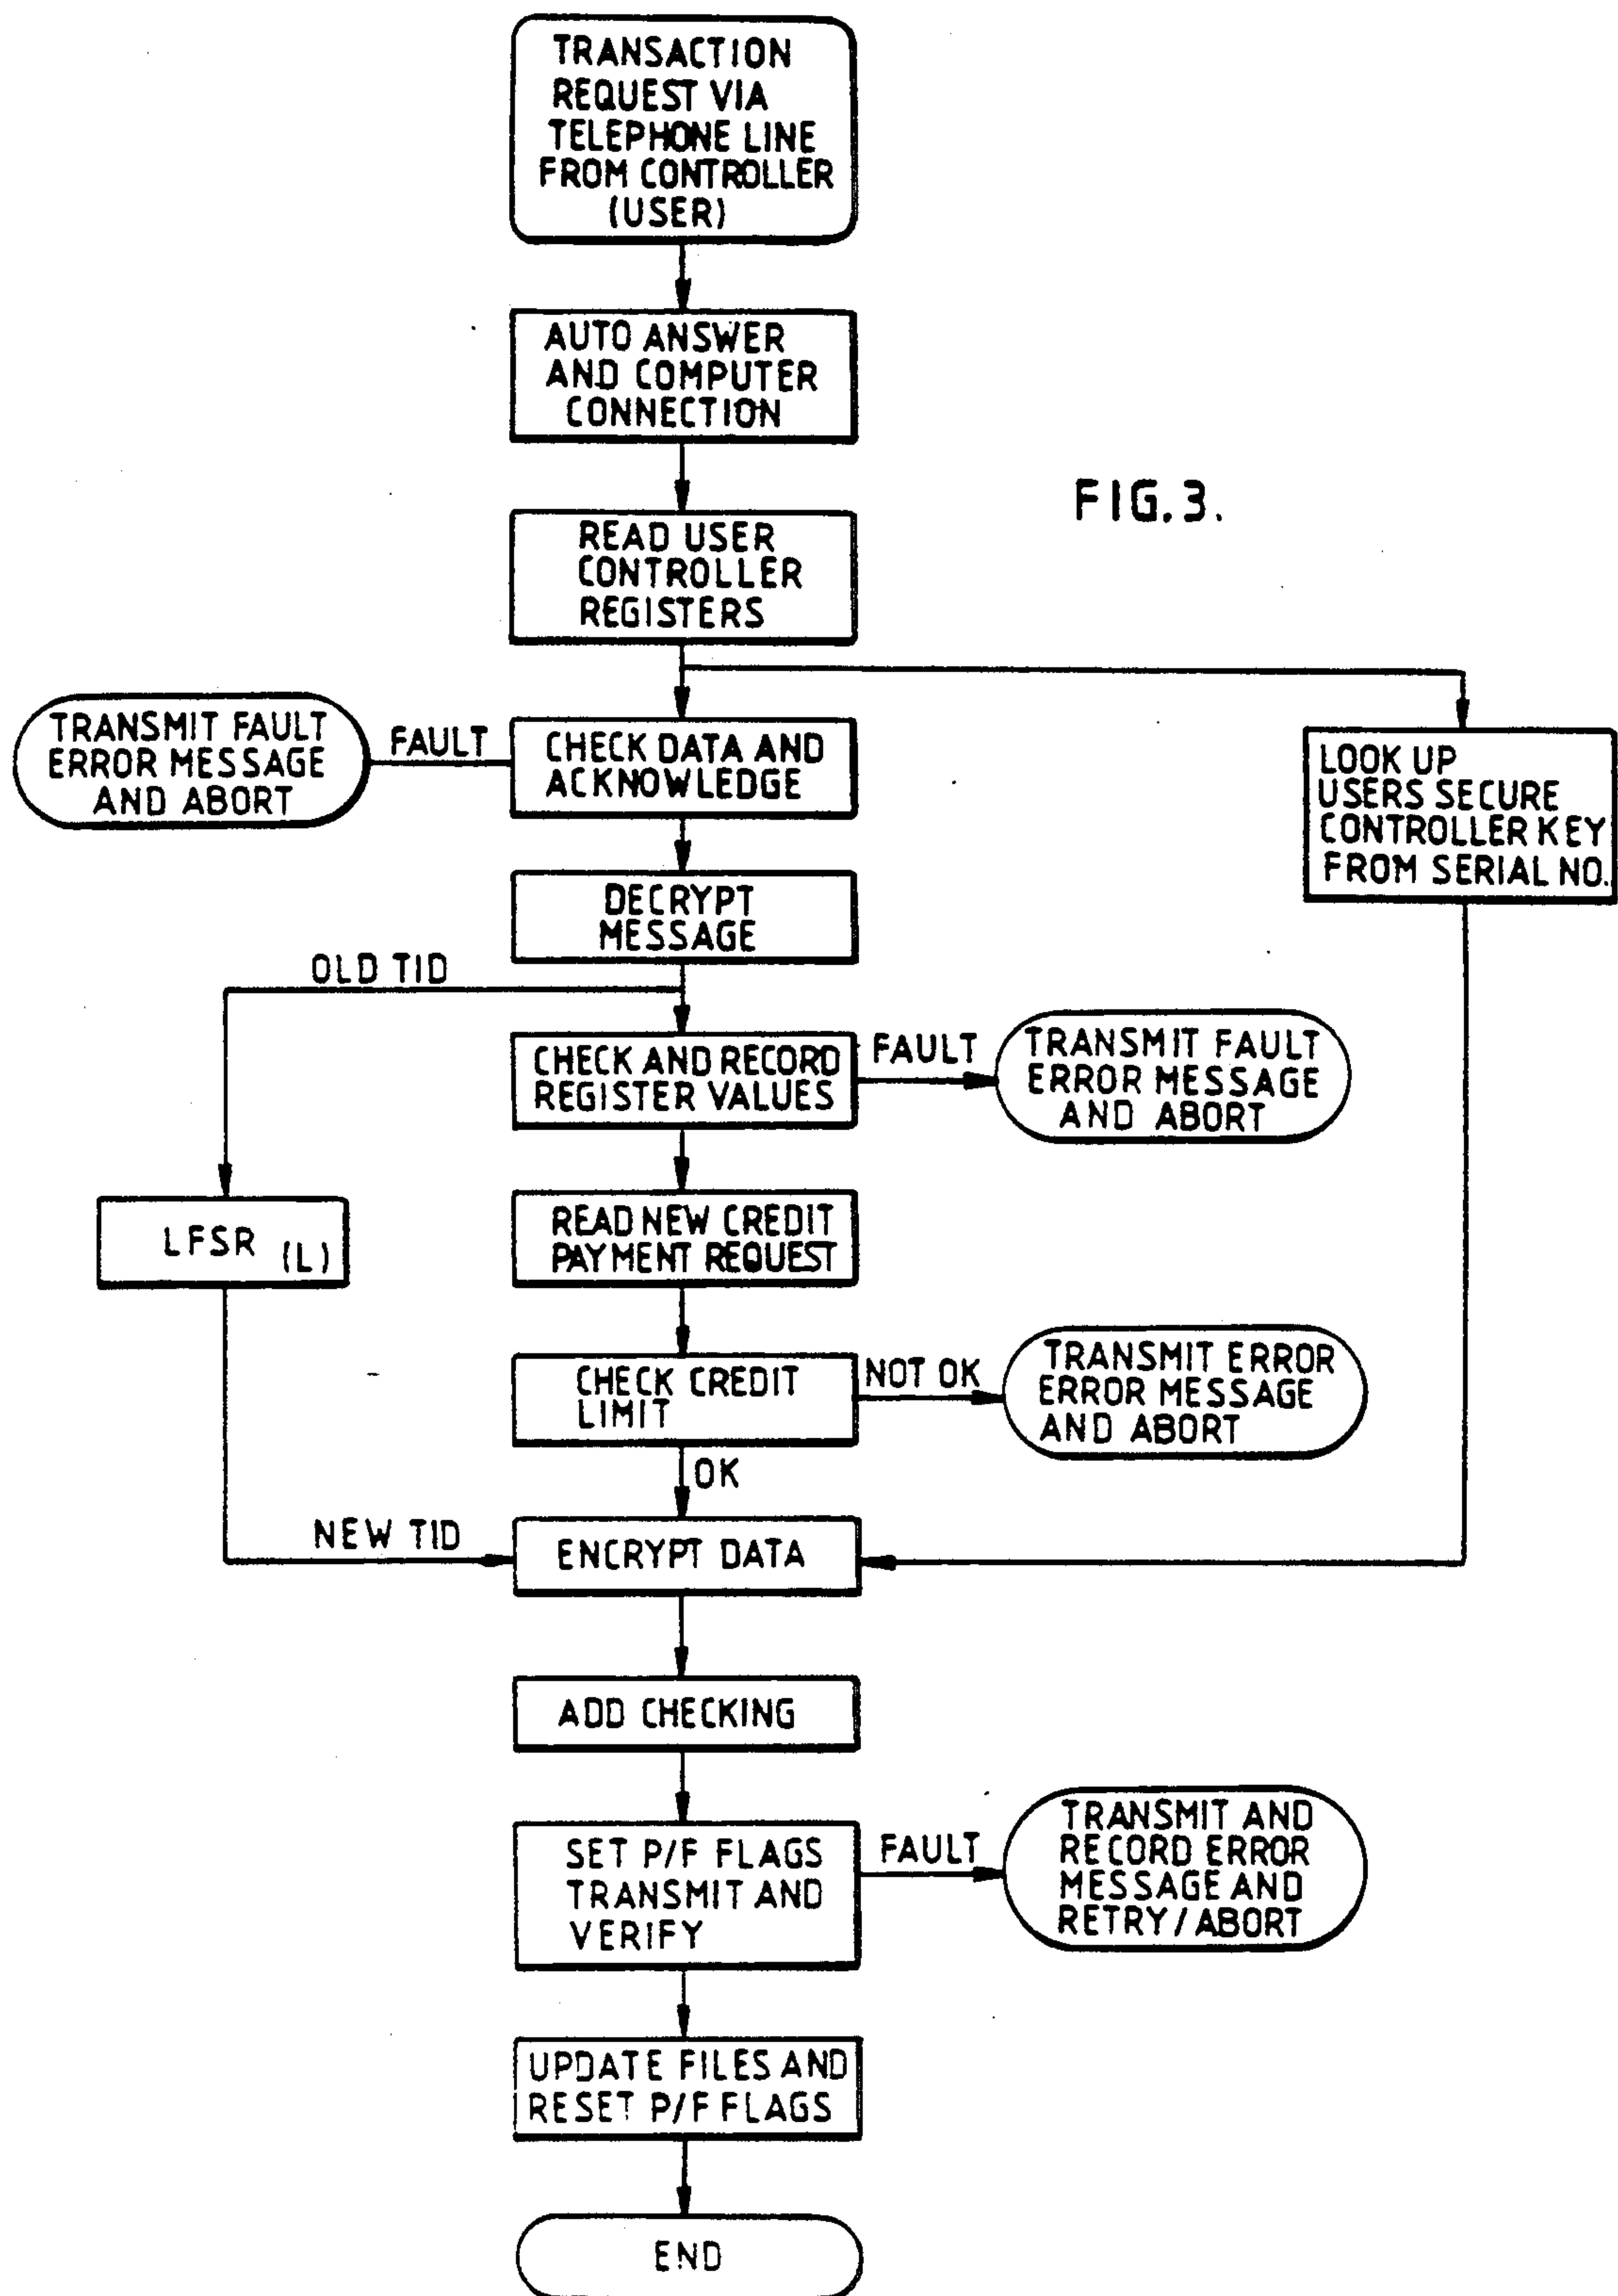 TRANSACTION
REQUEST VIA
TELEPHONE LINE
FROM CONTROLLER
(USER)
AUTO ANSWER
AND COMPUTER
CONNECTION
FIG. 3.
READ USER
CONTROLLER
REGISTERS
TRANSMIT FAULT
ERROR MESSAGE
AND ABORT
FAULT
CHECK DATA AND
ACKNOWLEDGE
LOOK UP
USERS SECURE
CONTROLLER KEY
FROM SERIAL NO.
DECRYPT
MESSAGE
OLD TID
CHECK AND RECORD
REGISTER VALUES
FAULT
TRANSMIT FAULT
ERROR MESSAGE
AND ABORT
LFSR (L)
READ NEW CREDIT
PAYMENT REQUEST
CHECK CREDIT
LIMIT
NOT OK
TRANSMIT ERROR
ERROR MESSAGE
AND ABORT
OK
NEW TID
ENCRYPT DATA
ADD CHECKING
SET P/F FLAGS
TRANSMIT AND
VERIFY
FAULT
TRANSMIT AND
RECORD ERROR
MESSAGE AND
RETRY/ABORT
UPDATE FILES AND
RESET P/F FLAGS
END